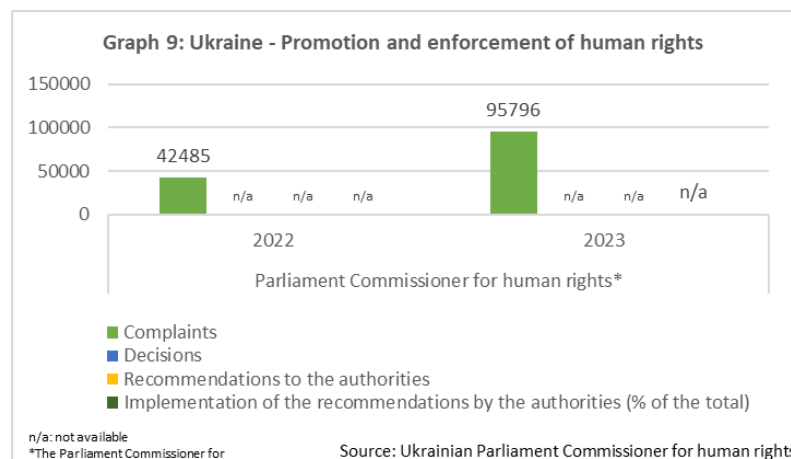 Graph 9: Ukraine - Promotion and enforcement of human rights
150000
100000
50000
0
42485
n/a
n/a
n/a
95796
n/a
n/a
n/a
2022
2023
Parliament Commissioner for human rights*
Complaints
Decisions
Recommendations to the authorities
Implementation of the recommendations by the authorities (% of the total)
n/a: not available
*The Parliament Commissioner for
Source: Ukrainian Parliament Commissioner for human rights